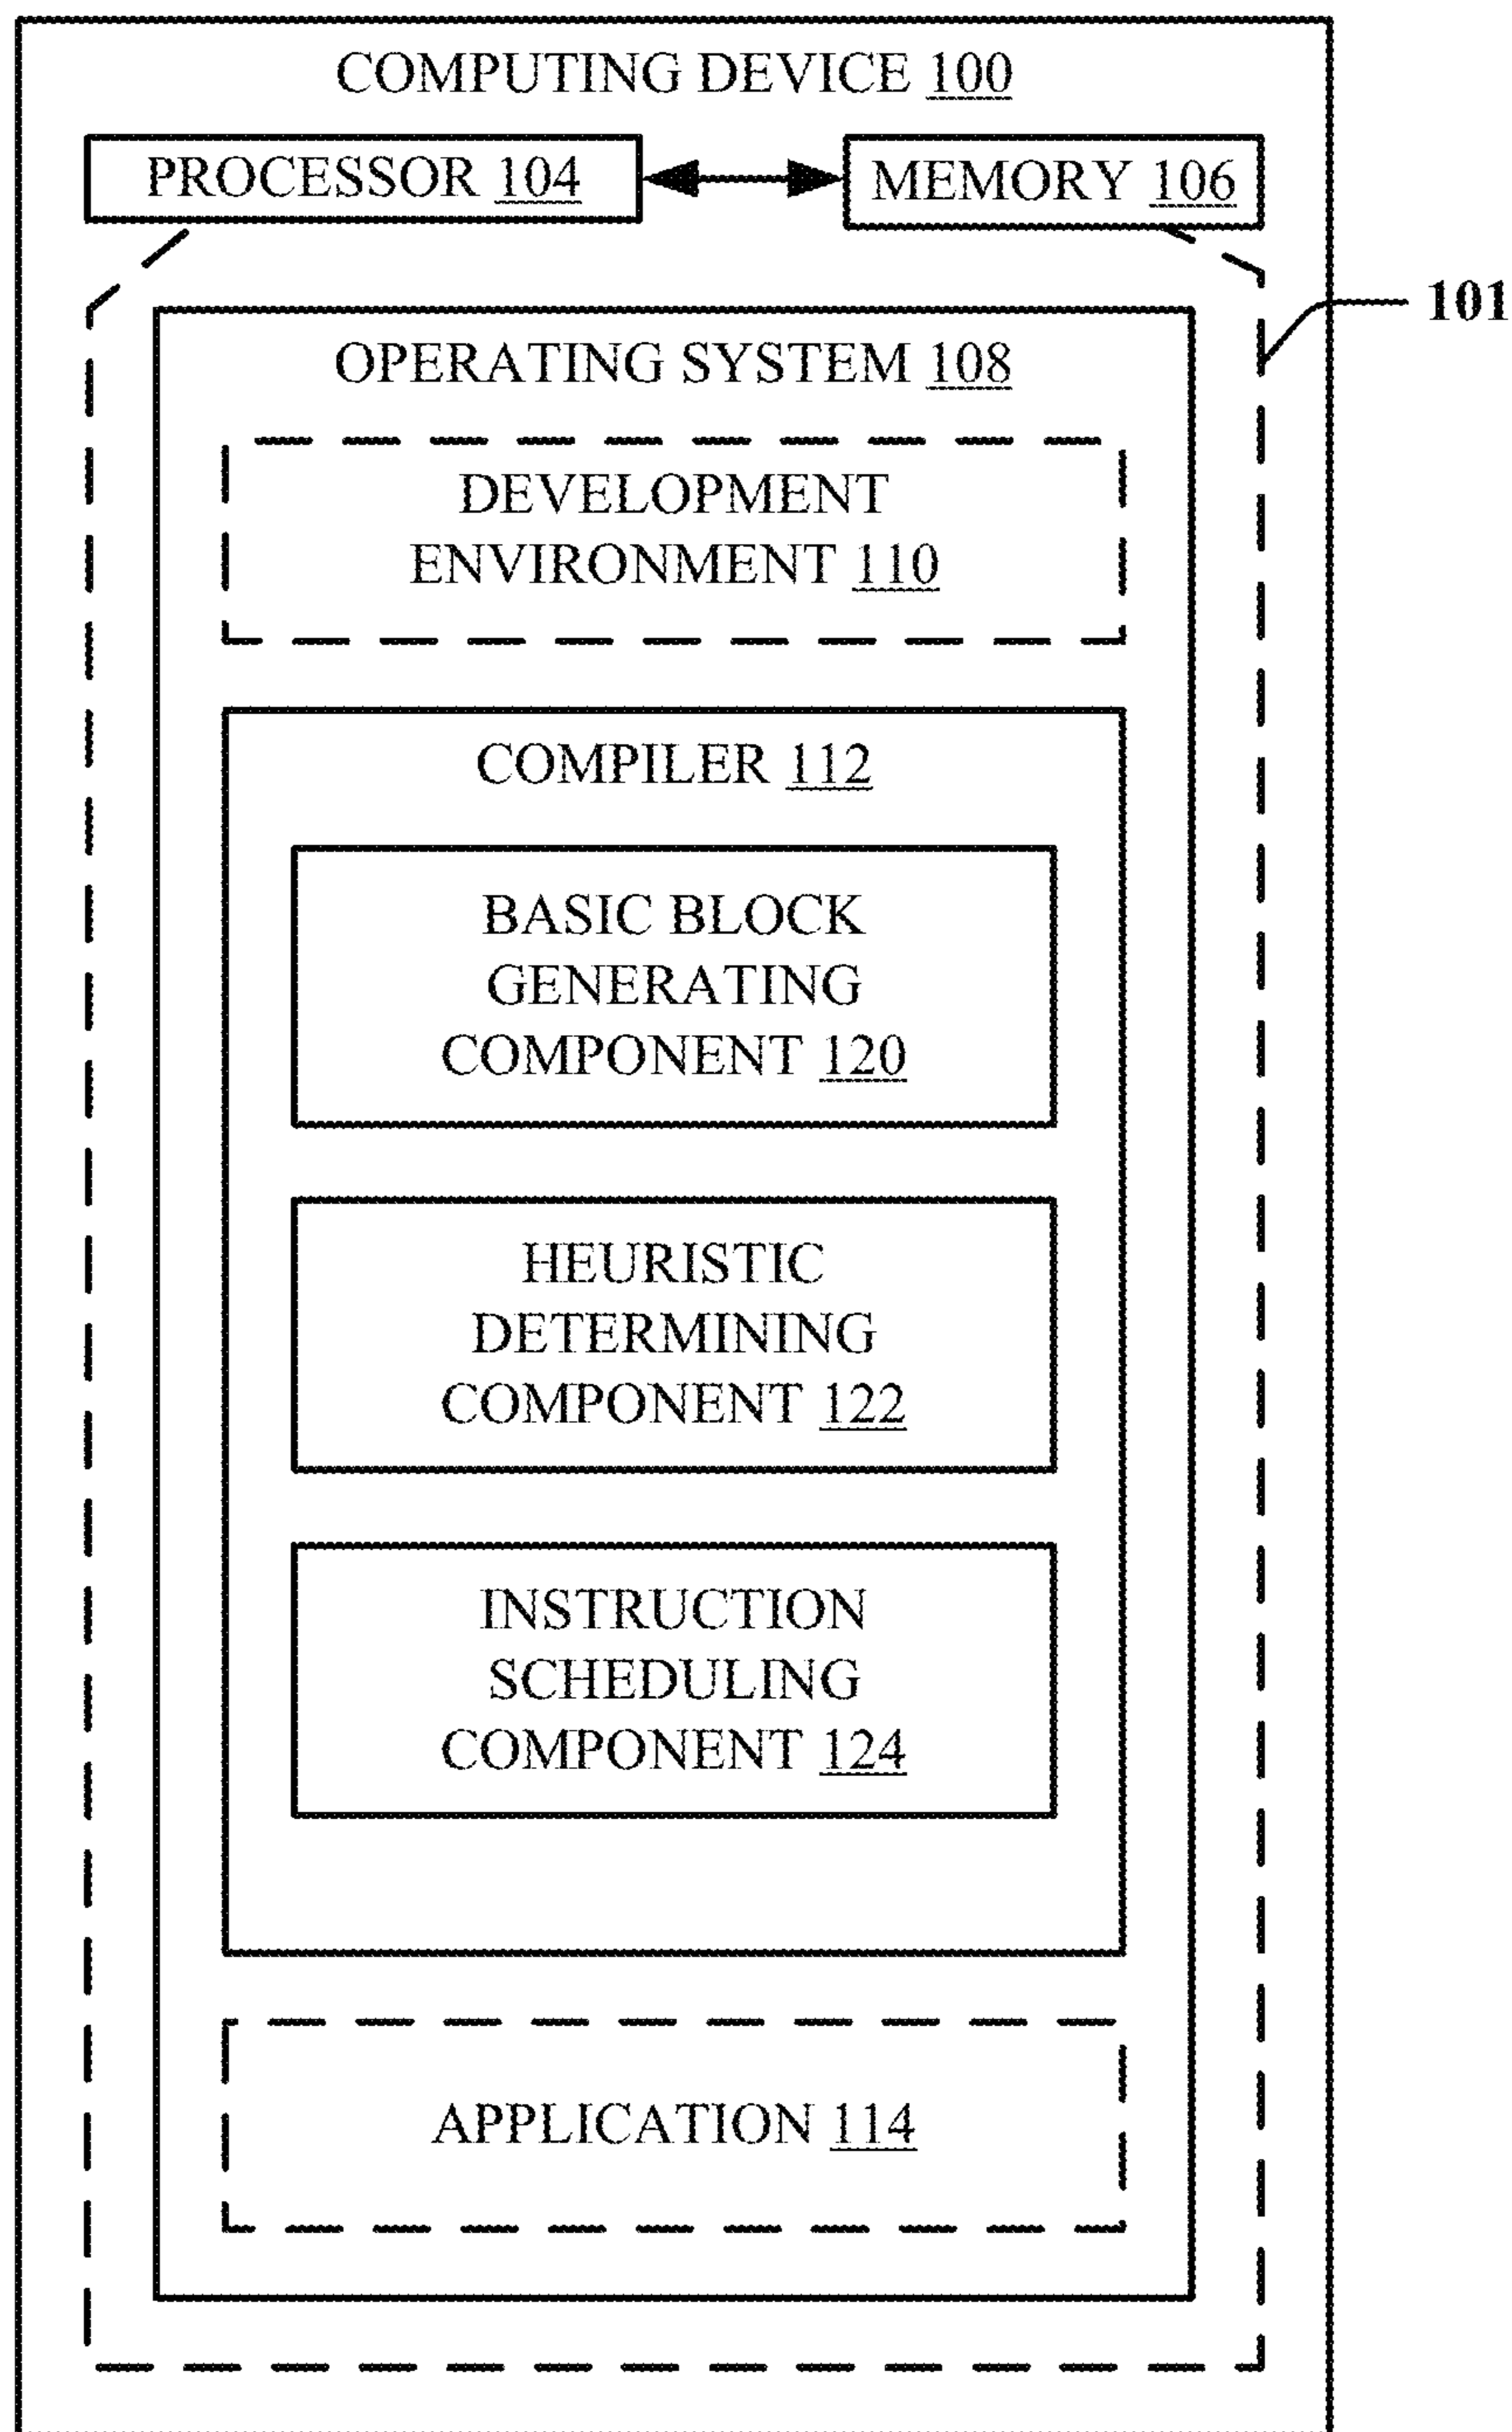 COMPUTING DEVICE 100
PROCESSOR 104
MEMORY 106
101
OPERATING SYSTEM 108
DEVELOPMENT
ENVIRONMENT 110
COMPILER 112
BASIC BLOCK
GENERATING
COMPONENT 120
HEURISTIC
DETERMINING
COMPONENT 122
INSTRUCTION
SCHEDULING
COMPONENT 124
APPLICATION 114